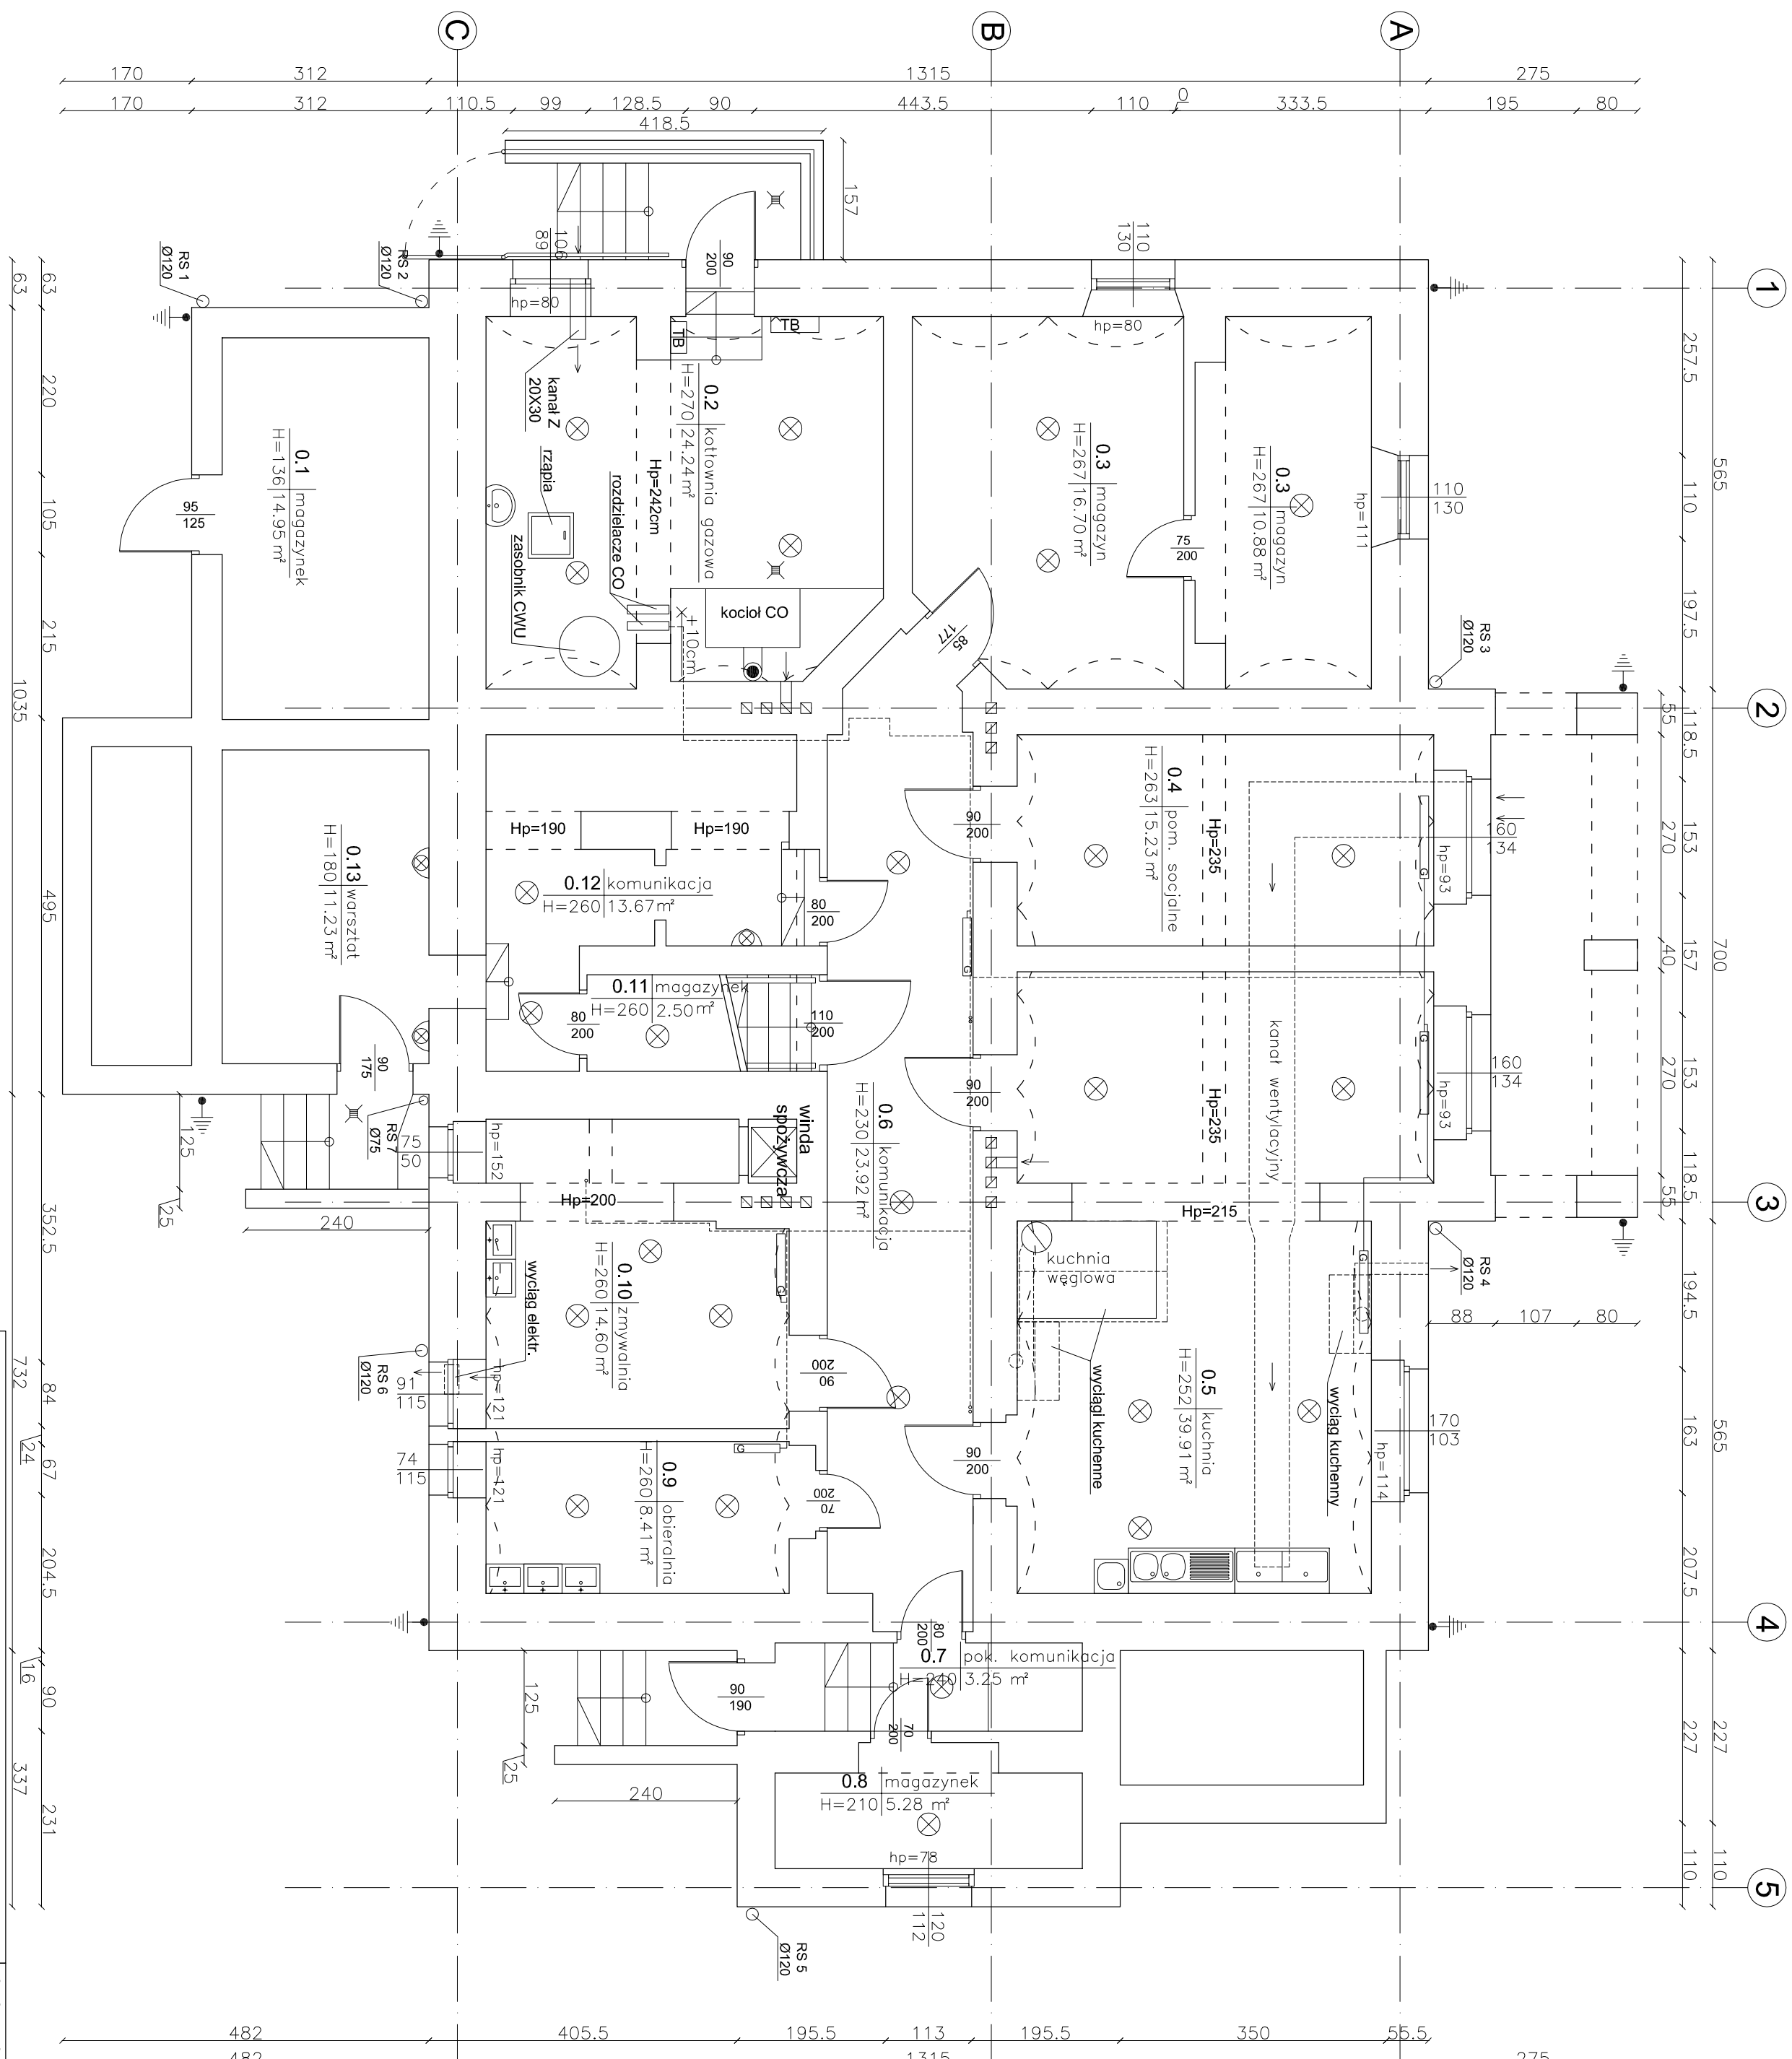 C
B
A
170
312
1315
275
170
312
110.5
99
128.5
90
443.5
110
0
333.5
195
80
418.5
157
1
2
3
4
5
257.5
110
197.5
118.5
153
157
153
118.5
194.5
163
207.5
227
110
565
700
565
227
110
55
270
40
270
55
88
107
80
63
220
105
215
495
352.5
84
24
67
204.5
16
90
231
63
1035
732
337
RS 1
Ø120
RS 2
Ø120
RS 3
Ø120
RS 4
Ø120
RS 5
Ø120
RS 6
Ø120
RS 7
Ø75
106
89
hp=80
90
200
110
130
hp=80
110
130
hp=111
TB
TB
0.1 magazynek
H=136 14.95 m²
95
125
0.2 kotłownia gazowa
H=270 24.24 m²
Hp=242cm
kanał Z
20X30
rząpia
rozdzielacze CO
zasobnik CWU
kocioł CO
+10cm
0.3 magazyn
H=267 16.70 m²
0.3 magazyn
H=267 10.88 m²
75
200
85
177
0.4 pom. socjalne
H=263 15.23 m²
Hp=235
90
200
160
134
hp=93
G
160
134
hp=93
G
kanał wentylacyjny
Hp=235
90
200
Hp=215
0.12 komunikacja
H=260 13.67 m²
Hp=190
Hp=190
80
200
G
0.13 warsztat
H=180 11.23 m²
90
175
0.11 magazynek
H=260 2.50 m²
80
200
110
200
0.6 komunikacja
H=230 23.92 m²
winda
spożywcza
75
50
hp=152
Hp=200
125
25
240
0.10 zmywalnia
H=260 14.60 m²
G
wyciąg elektr.
91
115
hp=121
90
200
74
115
hp=121
0.9 obieralnia
H=260 8.41 m²
G
70
200
kuchnia
węglowa
wyciągi kuchenne
0.5 kuchnia
H=252 39.91 m²
wyciąg kuchenny
G
170
103
hp=114
90
200
80
200
0.7 pok. komunikacja
H=240 3.25 m²
90
190
70
200
125
25
240
0.8 magazynek
H=210 5.28 m²
hp=78
120
112
482
405.5
195.5
113
195.5
350
56.5
482
1315
275